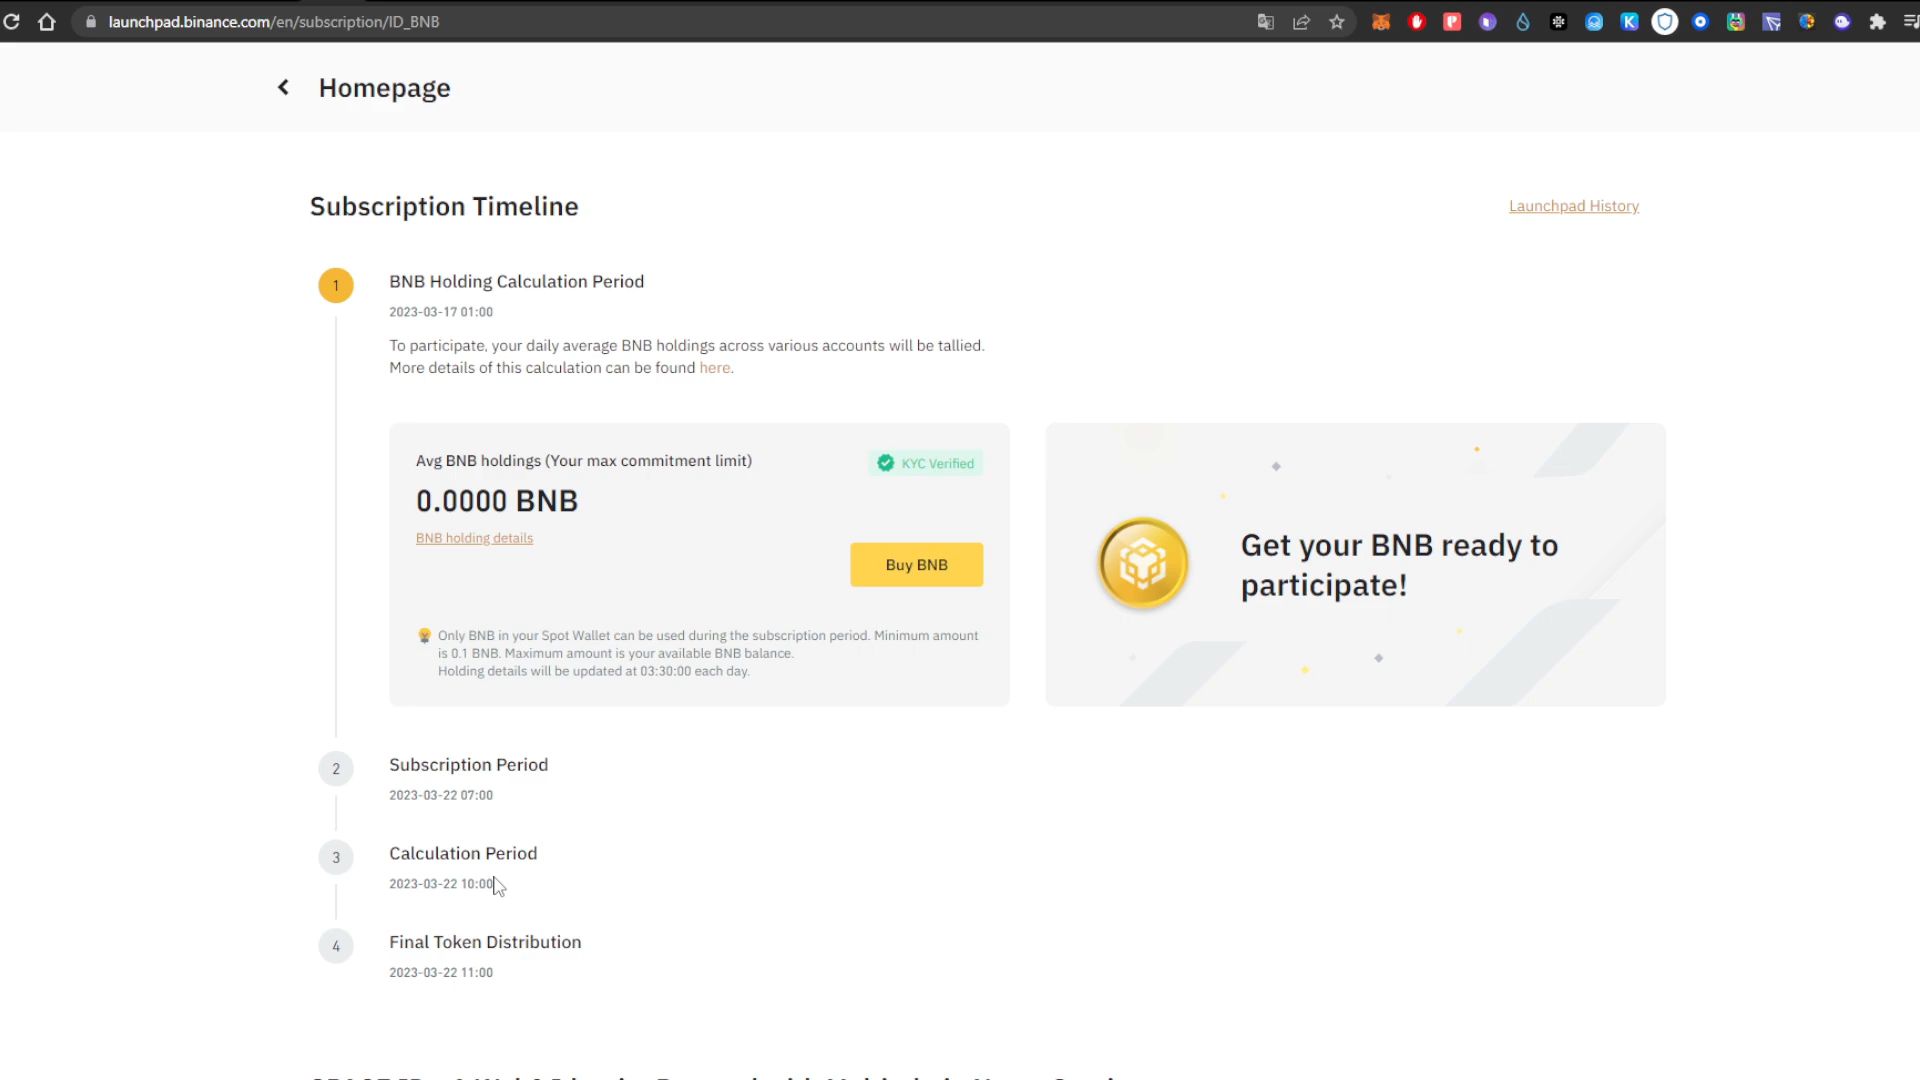 launchpad.binance.com/en/subscription/ID_BNB
Homepage
Subscription Timeline
Launchpad History
1
BNB Holding Calculation Period
2023-03-17 01:00
To participate, your daily average BNB holdings across various accounts will be tallied.
More details of this calculation can be found here.
Avg BNB holdings (Your max commitment limit)
KYC Verified
0.0000 BNB
BNB holding details
Buy BNB
Only BNB in your Spot Wallet can be used during the subscription period. Minimum amount
is 0.1 BNB. Maximum amount is your available BNB balance.
Holding details will be updated at 03:30:00 each day.
Get your BNB ready to
participate!
2
Subscription Period
2023-03-22 07:00
3
Calculation Period
2023-03-22 10:00
4
Final Token Distribution
2023-03-22 11:00